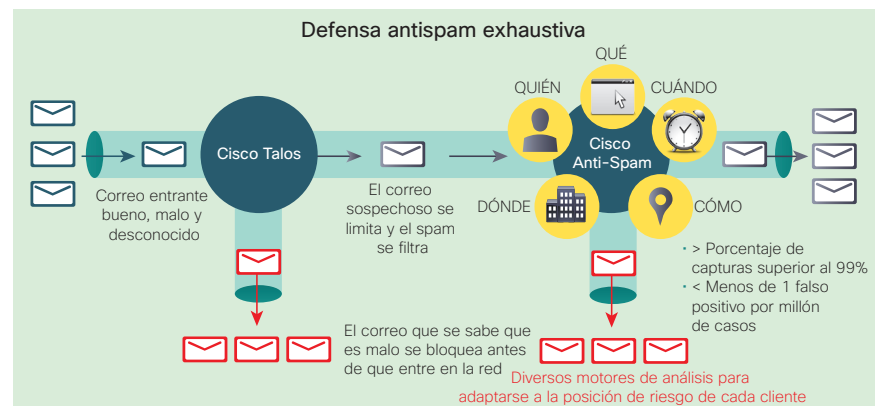 Defensa antispam exhaustiva
QUÉ
QUIÉN
CUÁNDO
Cisco Talos
Cisco
Anti-Spam
DÓNDE
CÓMO
Correo entrante
bueno, malo y
desconocido
El correo
sospechoso se
limita y el spam
se filtra
• > Porcentaje de
capturas superior al 99%
• < Menos de 1 falso
positivo por millón
de casos
El correo que se sabe que
es malo se bloquea antes
de que entre en la red
Diversos motores de análisis para
adaptarse a la posición de riesgo de cada cliente